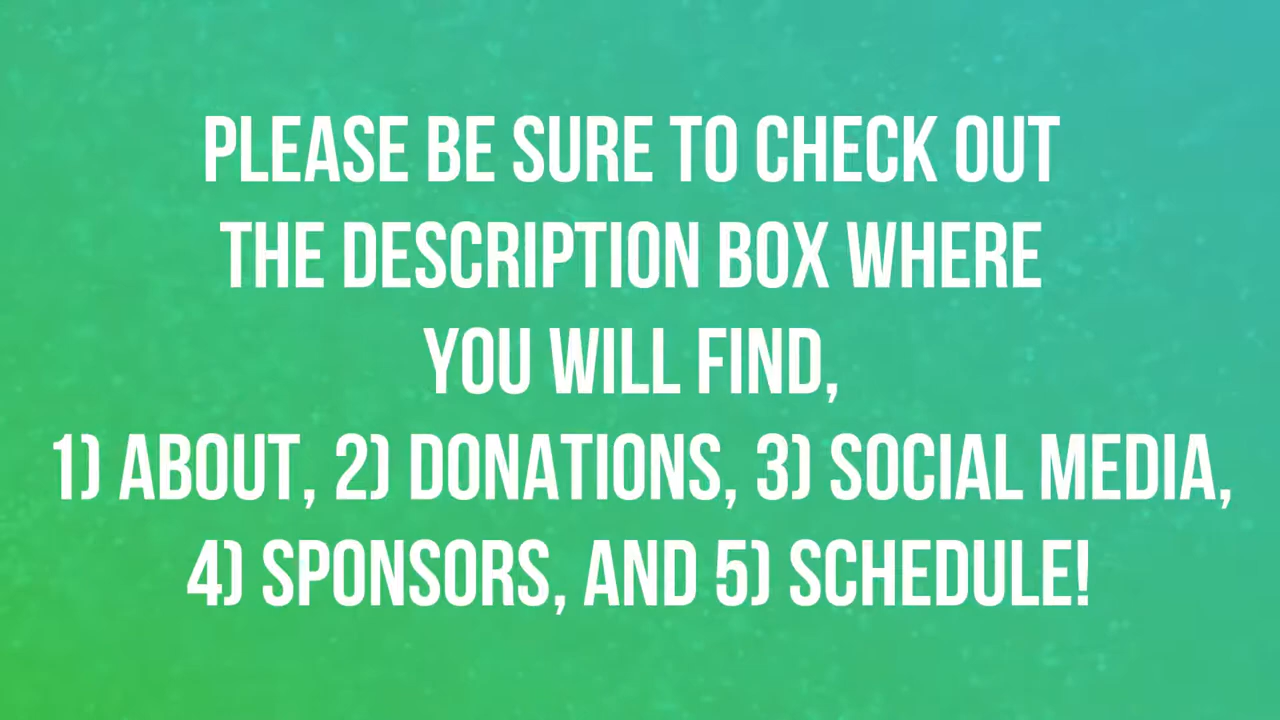 PLEASE BE SURE TO CHECK OUT
THE DESCRIPTION BOX WHERE
YOU WILL FIND,
1) ABOUT, 2) DONATIONS, 3) SOCIAL MEDIA,
4) SPONSORS, AND 5) SCHEDULE!